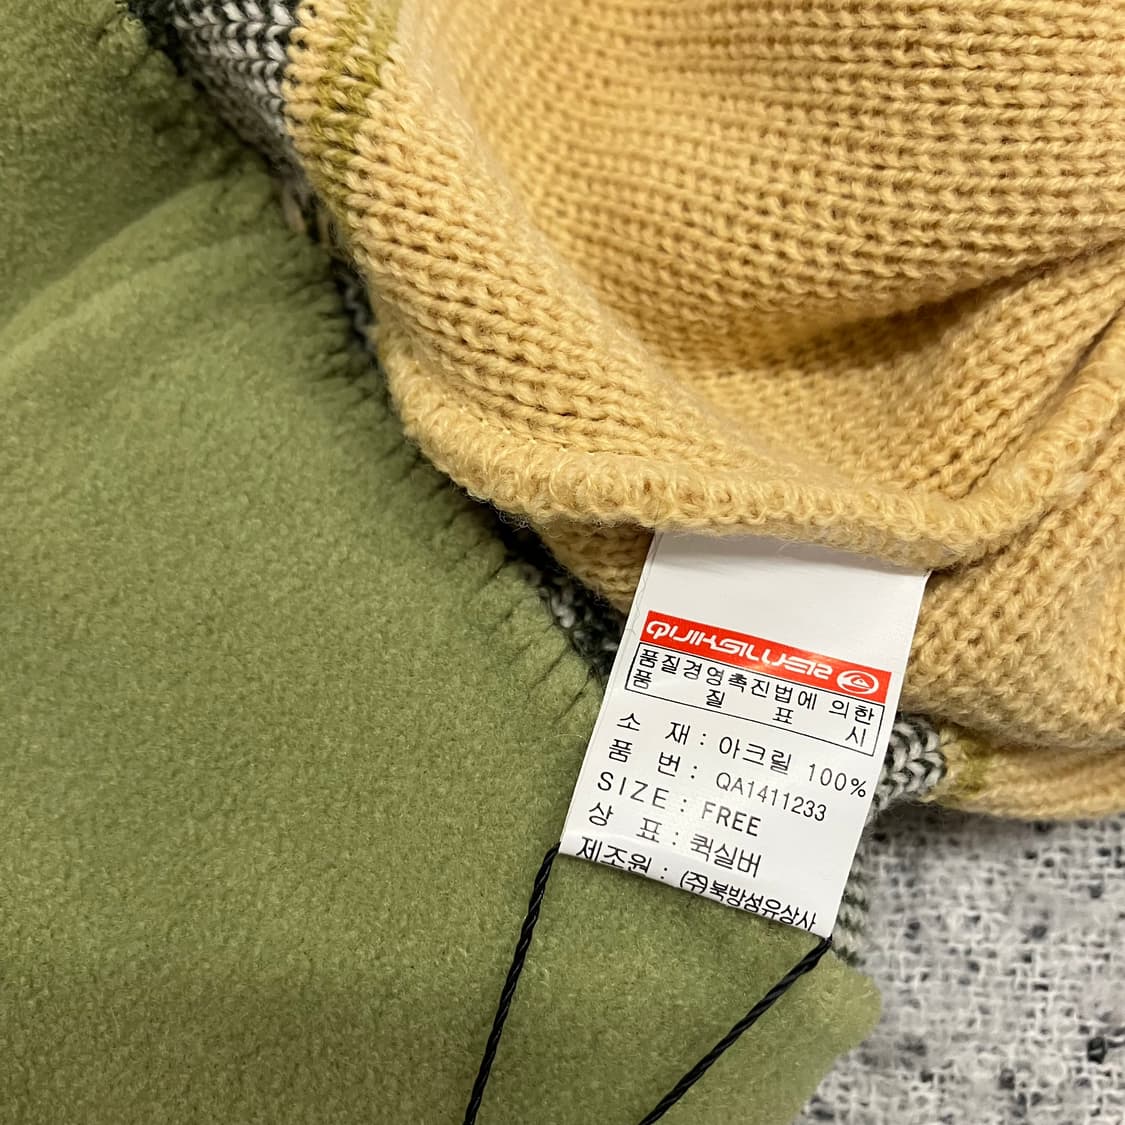 QUIKSILVER
품질경영촉진법에 의한
품 질 표 시
소 재 : 아크릴 100%
품 번 : QA1411233
SIZE : FREE
상 표 : 퀵실버
제조원 : (주)북방섬유상사